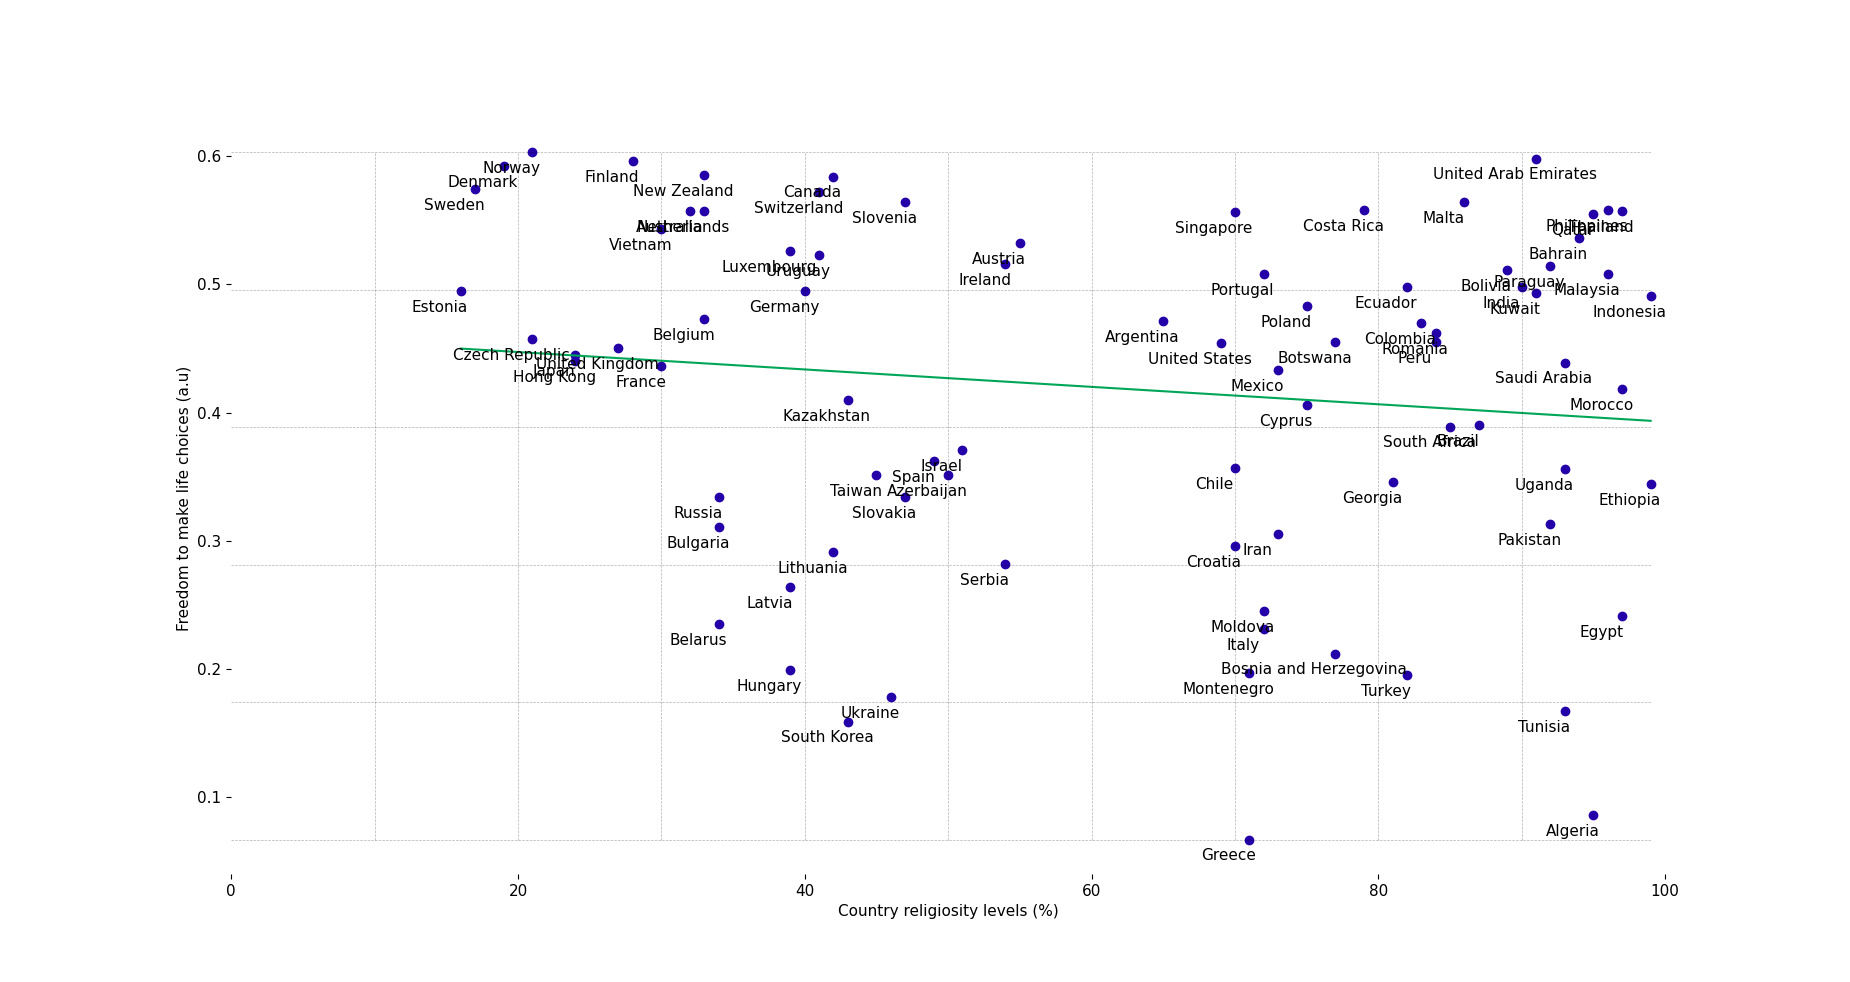 0.6
0.5
0.4
0.3
0.2
0.1
Freedom to make life choices (a.u)
Norway
Denmark
Sweden
Finland
New Zealand
Canada
Switzerland
Slovenia
Australia
Netherlands
Vietnam
Luxembourg
Uruguay
Austria
Ireland
Estonia
Germany
Belgium
Czech Republic
United Kingdom
Japan
Hong Kong
France
Kazakhstan
Israel
Spain
Taiwan
Azerbaijan
Slovakia
Russia
Bulgaria
Lithuania
Serbia
Latvia
Belarus
Hungary
Ukraine
South Korea
United Arab Emirates
Singapore
Costa Rica
Malta
Philippines
Thailand
Qatar
Bahrain
Paraguay
Bolivia
Malaysia
India
Kuwait
Indonesia
Portugal
Ecuador
Poland
Argentina
Colombia
Romania
Peru
United States
Botswana
Mexico
Saudi Arabia
Morocco
Cyprus
South Africa
Brazil
Chile
Georgia
Uganda
Ethiopia
Pakistan
Iran
Croatia
Moldova
Italy
Egypt
Bosnia and Herzegovina
Montenegro
Turkey
Tunisia
Algeria
Greece
0
20
40
60
80
100
Country religiosity levels (%)